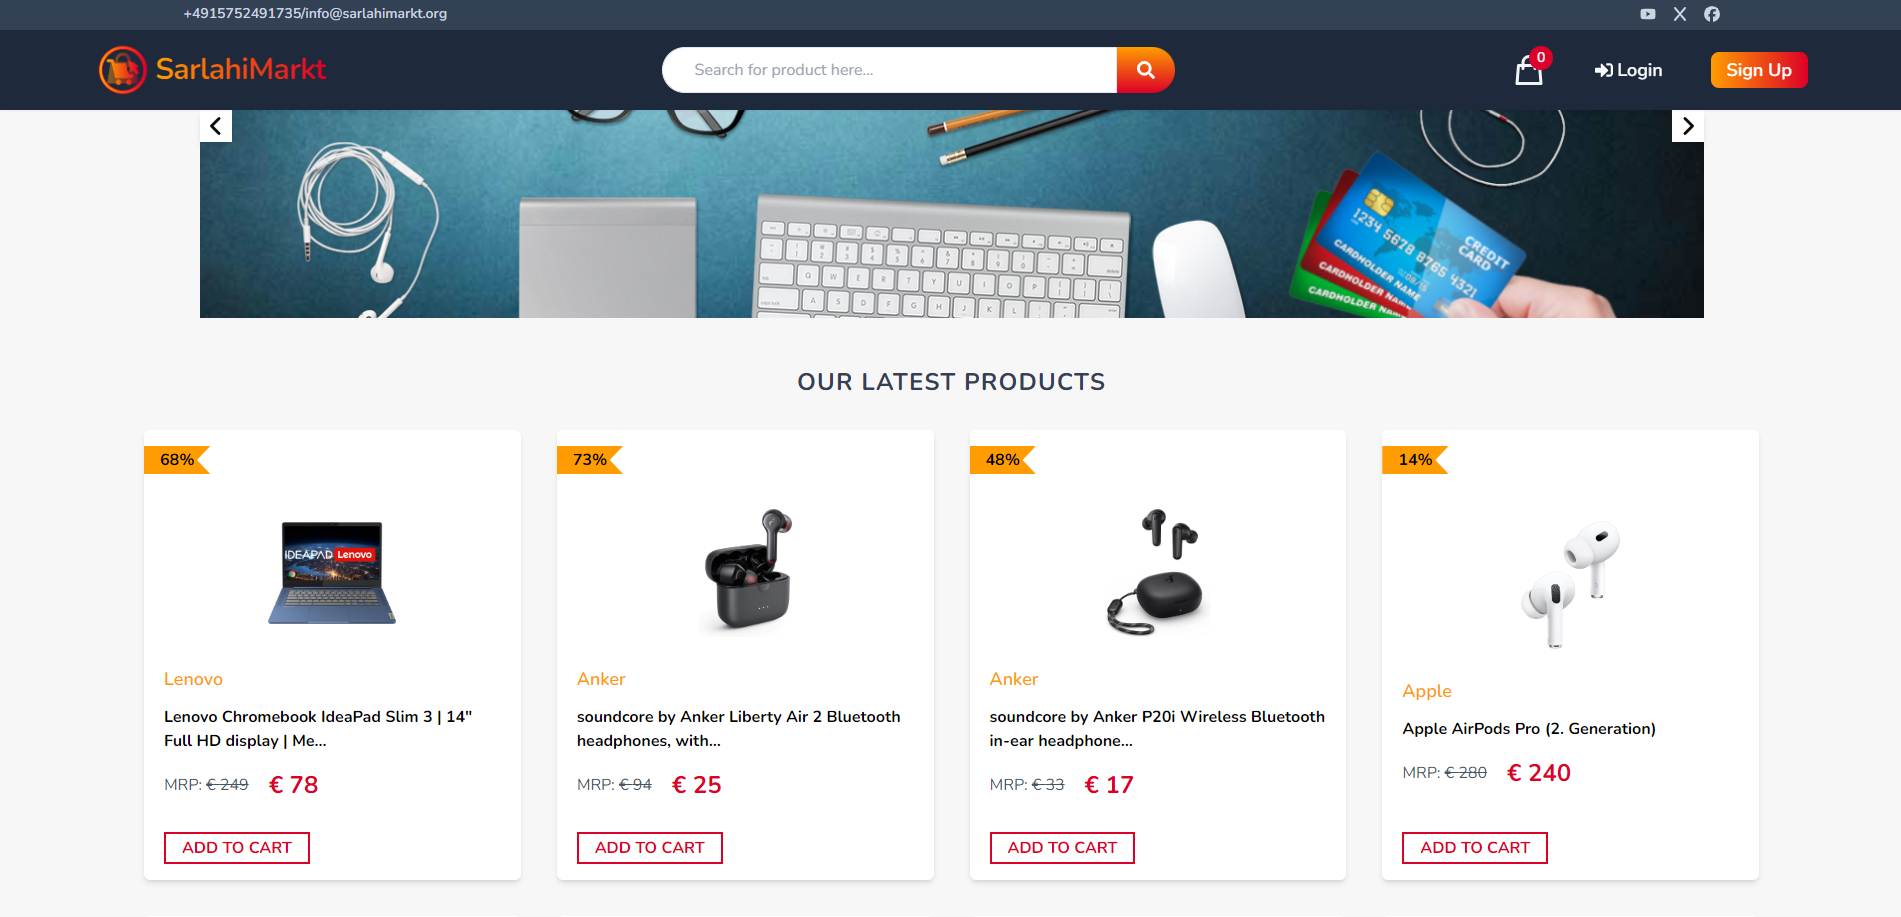 +4915752491735/info@sarlahimarkt.org
SarlahiMarkt
Search for product here...
0
Login
Sign Up
1234 5678 8765 4321
CREDIT CARD
CARDHOLDER NAME
CARDHOLDER NAME
CARDHOLDER
OUR LATEST PRODUCTS
68%
IDEAPAD Lenovo
Lenovo
Lenovo Chromebook IdeaPad Slim 3 | 14"
Full HD display | Me...
MRP: € 249 € 78
ADD TO CART
73%
Anker
soundcore by Anker Liberty Air 2 Bluetooth
headphones, with...
MRP: € 94 € 25
ADD TO CART
48%
Anker
soundcore by Anker P20i Wireless Bluetooth
in-ear headphone...
MRP: € 33 € 17
ADD TO CART
14%
Apple
Apple AirPods Pro (2. Generation)
MRP: € 280 € 240
ADD TO CART